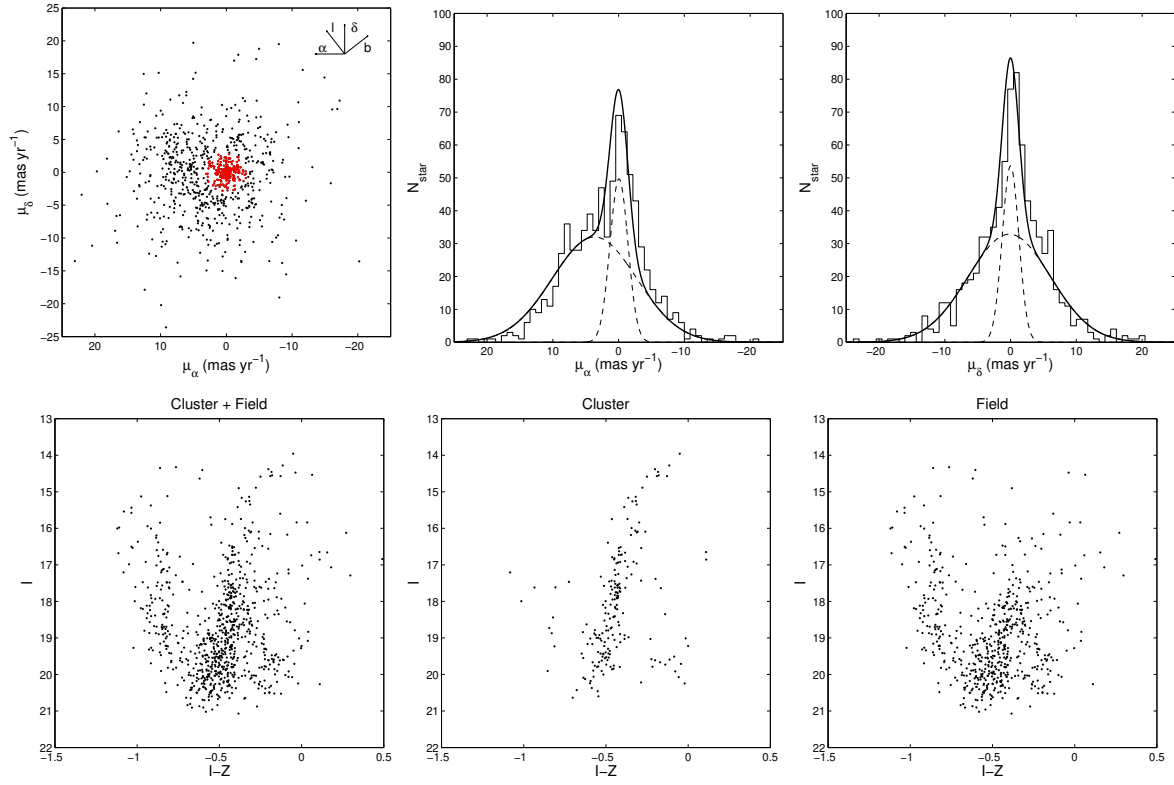 25
20
15
10
5
0
−5
−10
−15
−20
−25
μδ (mas yr−1)
20 10 0 −10 −20
μα (mas yr−1)
α l δ b
100
90
80
70
60
50
40
30
20
10
0
Nstar
20 10 0 −10 −20
μα (mas yr−1)
100
90
80
70
60
50
40
30
20
10
0
Nstar
−20 −10 0 10 20
μδ (mas yr−1)
Cluster + Field
13
14
15
16
17
18
19
20
21
22
I
−1.5 −1 −0.5 0 0.5
I−Z
Cluster
13
14
15
16
17
18
19
20
21
22
I
−1.5 −1 −0.5 0 0.5
I−Z
Field
13
14
15
16
17
18
19
20
21
22
I
−1.5 −1 −0.5 0 0.5
I−Z